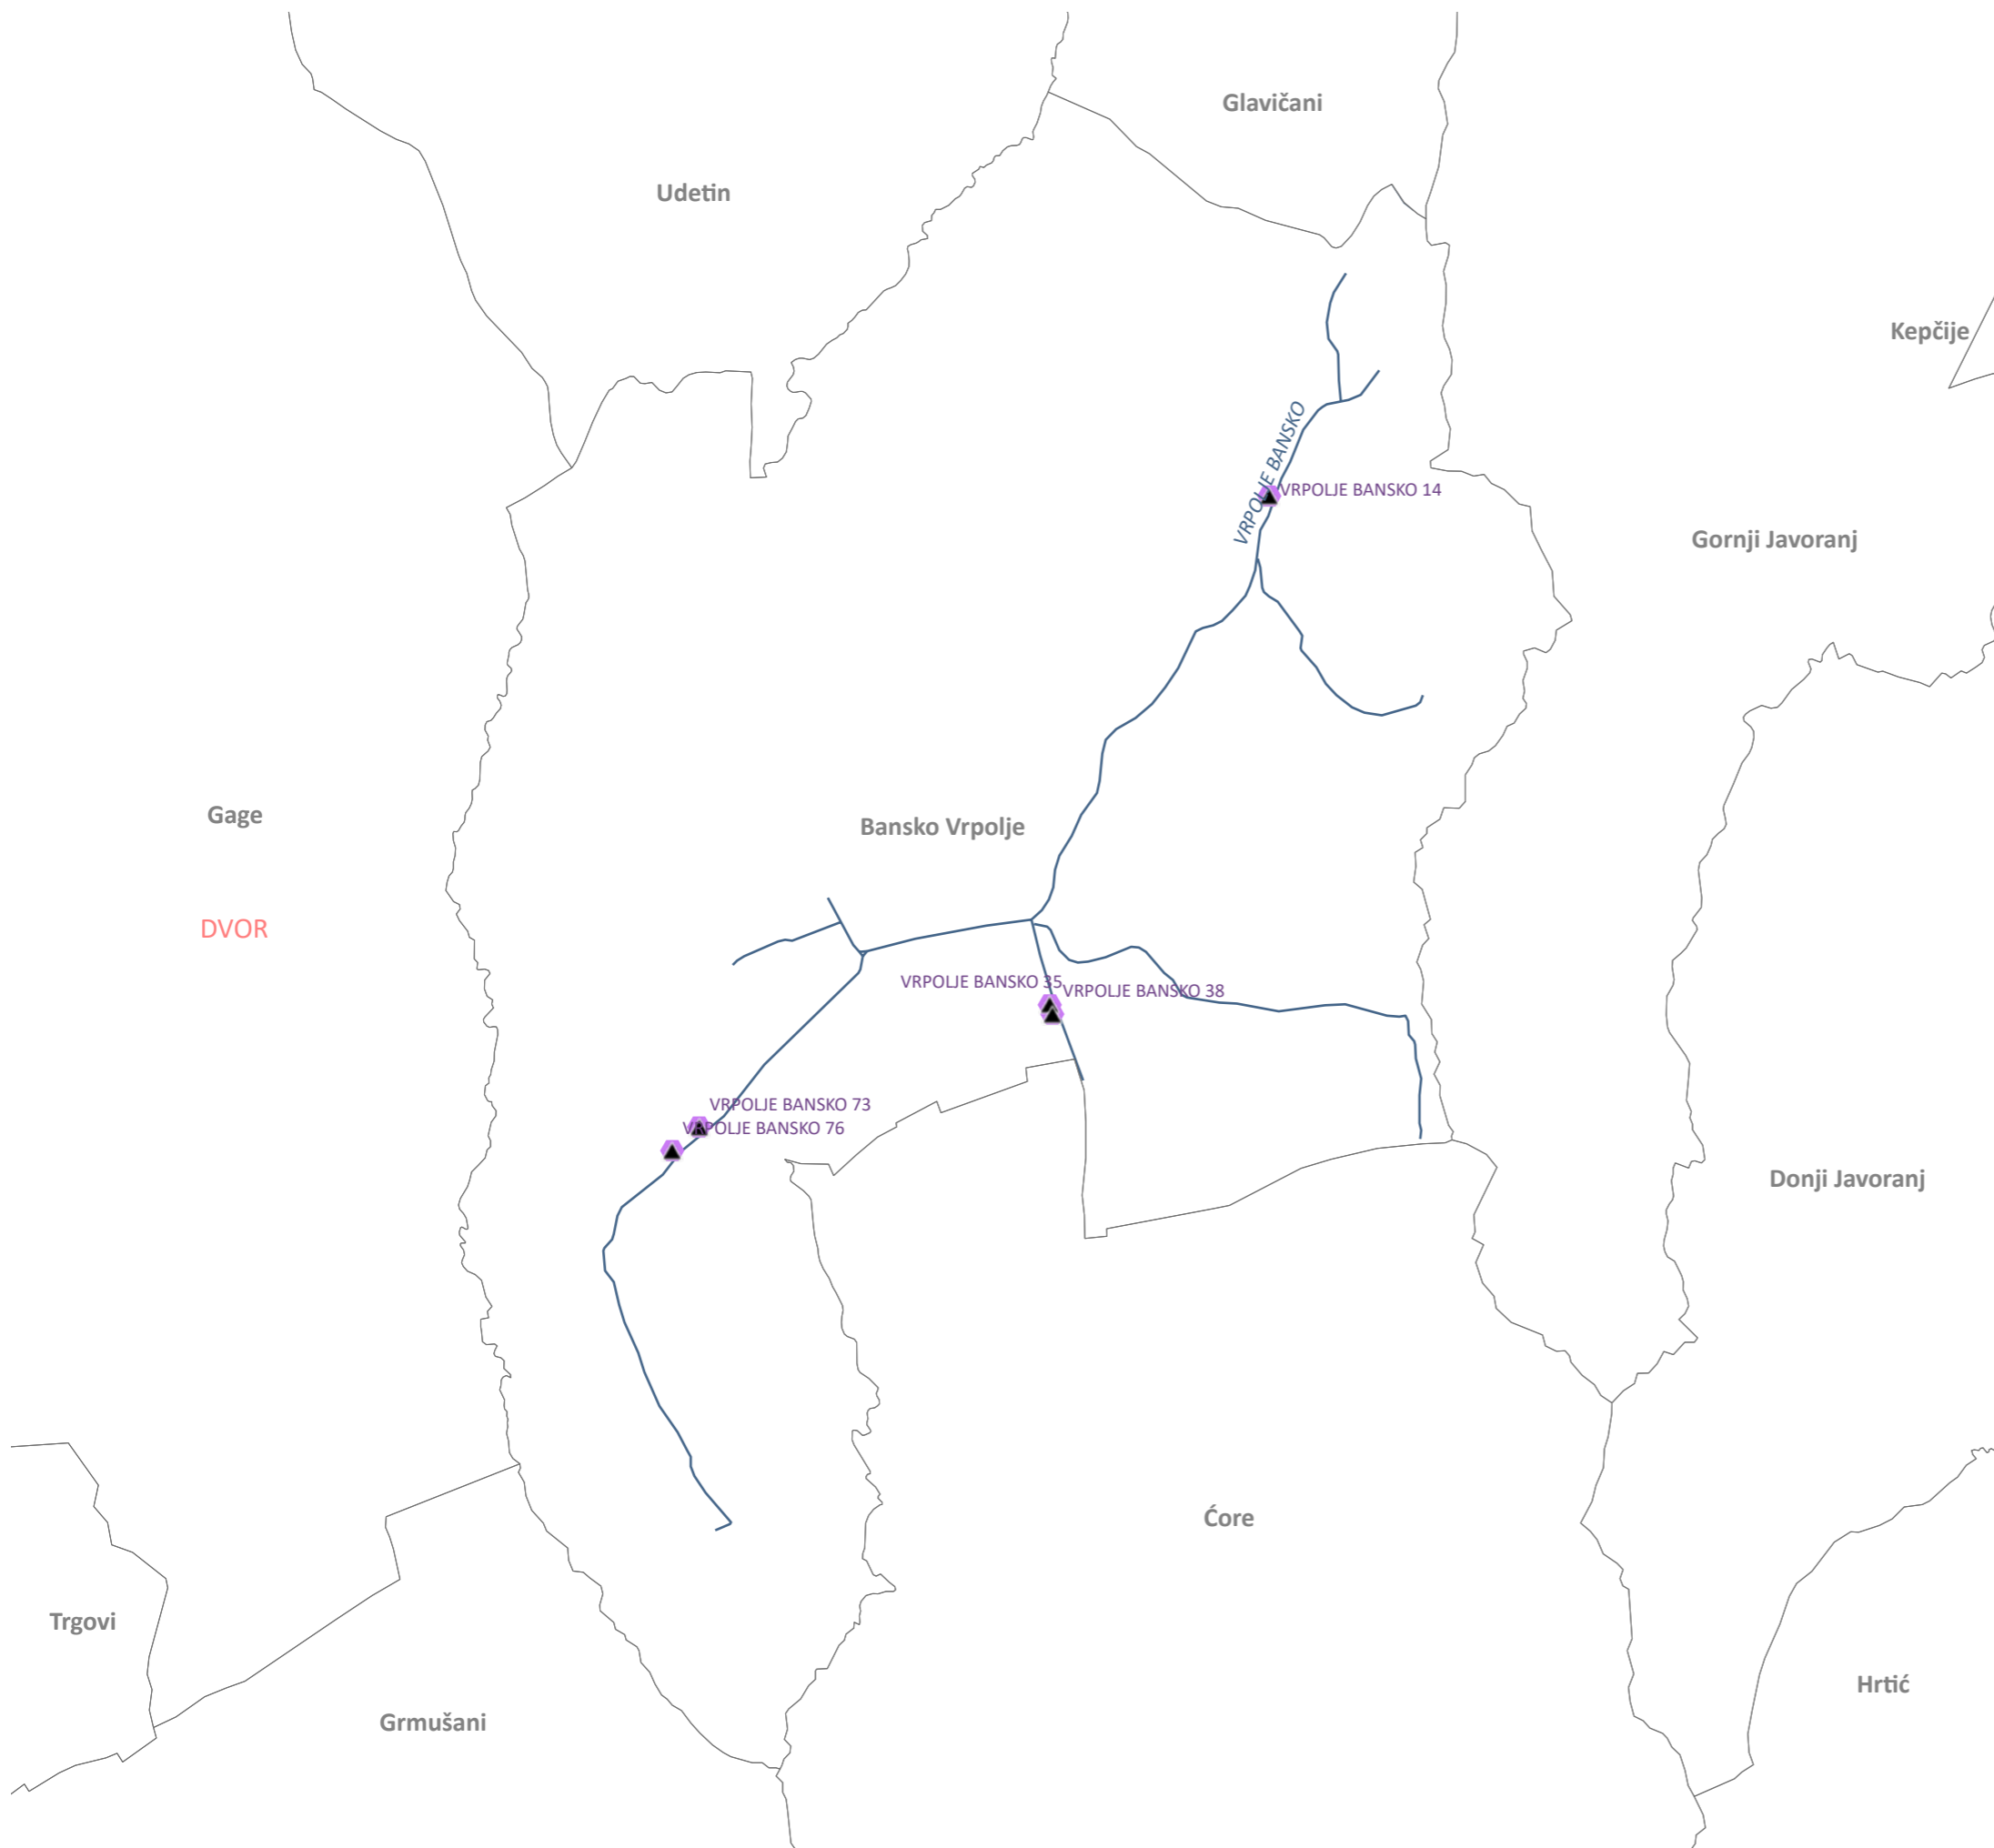 Glavičani
Udetin
Kepčije
VRPOLJE BANSKO
VRPOLJE BANSKO 14
Gornji Javoranj
Gage
Bansko Vrpolje
DVOR
VRPOLJE BANSKO 35
VRPOLJE BANSKO 38
VRPOLJE BANSKO 73
VRPOLJE BANSKO 76
Donji Javoranj
Ćore
Trgovi
Hrtić
Grmušani